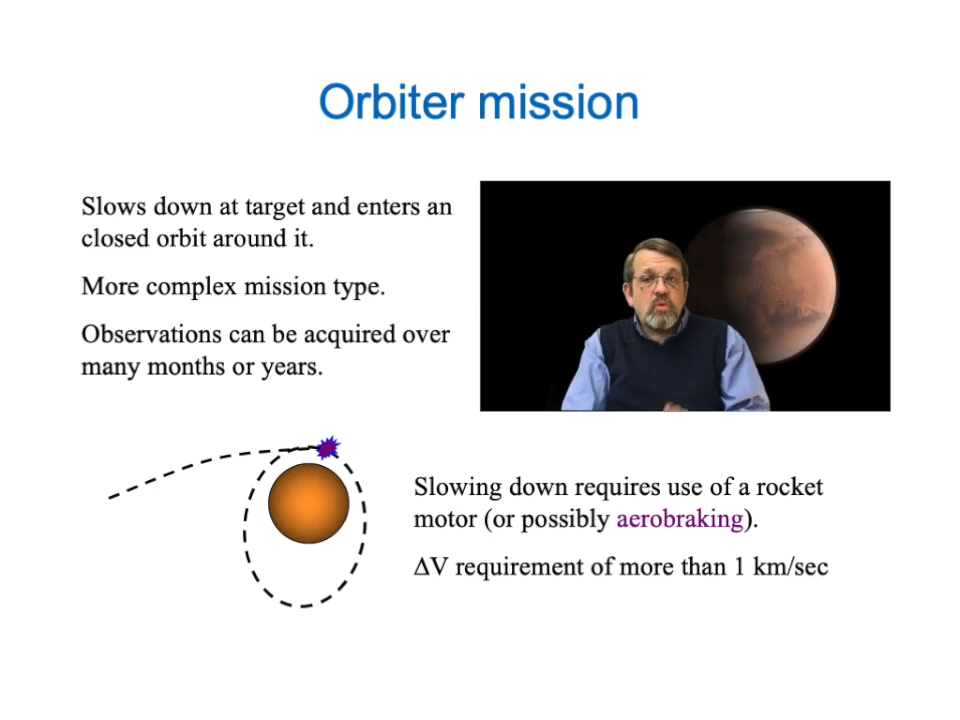 Orbiter mission
Slows down at target and enters an
closed orbit around it.
More complex mission type.
Observations can be acquired over
many months or years.
Slowing down requires use of a rocket
motor (or possibly aerobraking).
ΔV requirement of more than 1 km/sec